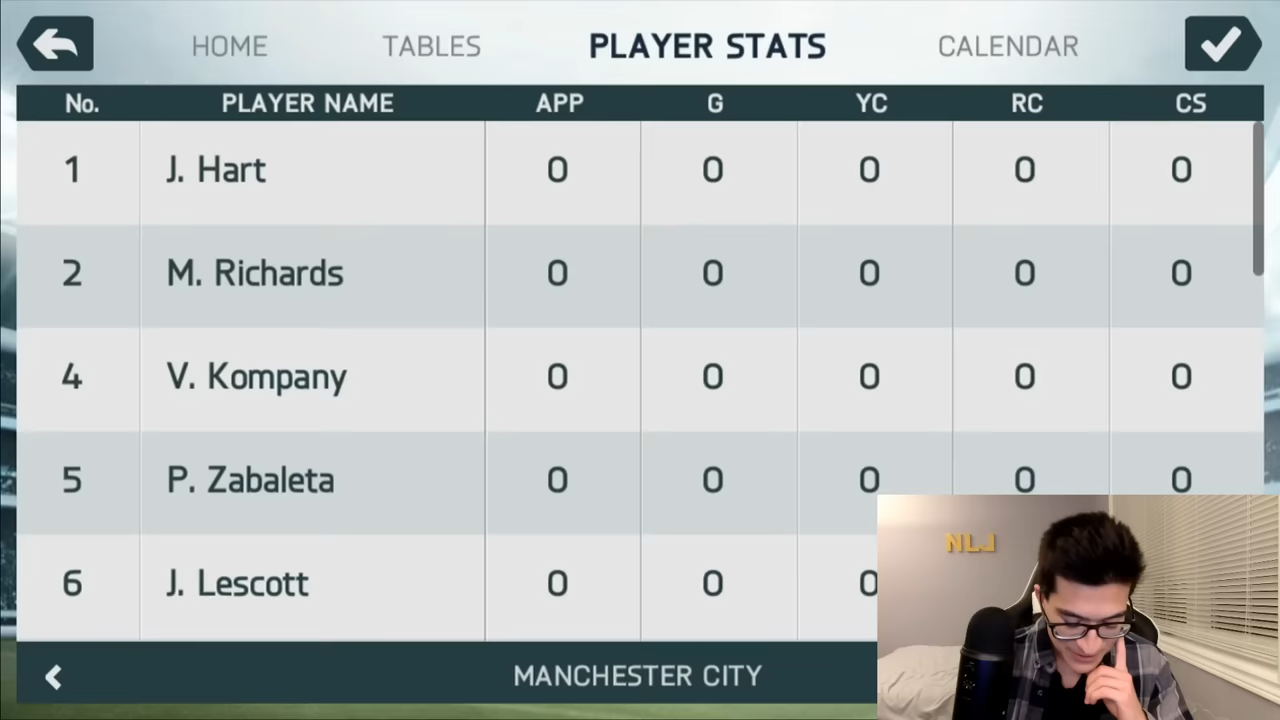 HOME TABLES PLAYER STATS CALENDAR
No. PLAYER NAME APP G YC RC CS
1 J. Hart 0 0 0 0 0
2 M. Richards 0 0 0 0 0
4 V. Kompany 0 0 0 0 0
5 P. Zabaleta 0 0 0 0 0
6 J. Lescott 0 0 0
NLJ
MANCHESTER CITY